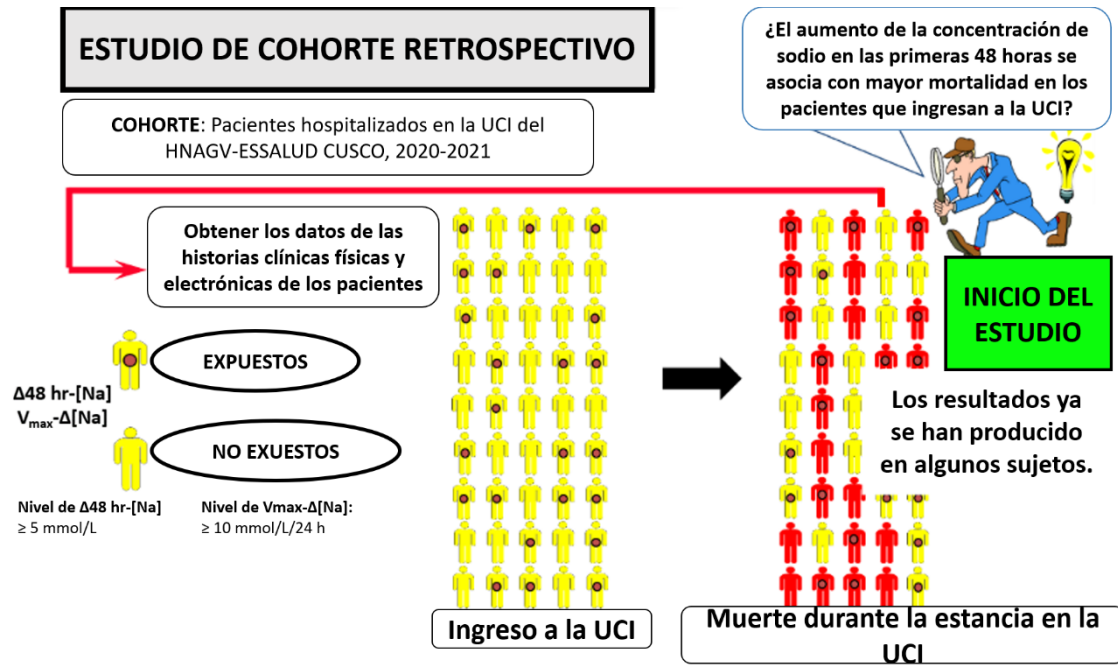 ESTUDIO DE COHORTE RETROSPECTIVO
¿El aumento de la concentración de
sodio en las primeras 48 horas se
asocia con mayor mortalidad en los
pacientes que ingresan a la UCI?
COHORTE: Pacientes hospitalizados en la UCI del
HNAGV-ESSALUD CUSCO, 2020-2021
Obtener los datos de las
historias clínicas físicas y
electrónicas de los pacientes
INICIO DEL
ESTUDIO
EXPUESTOS
Δ48 hr-[Na]
Vmax-Δ[Na]
NO EXUESTOS
Los resultados ya
se han producido
en algunos sujetos.
Nivel de Δ48 hr-[Na]
≥ 5 mmol/L
Nivel de Vmax-Δ[Na]:
≥ 10 mmol/L/24 h
Ingreso a la UCI
Muerte durante la estancia en la
UCI